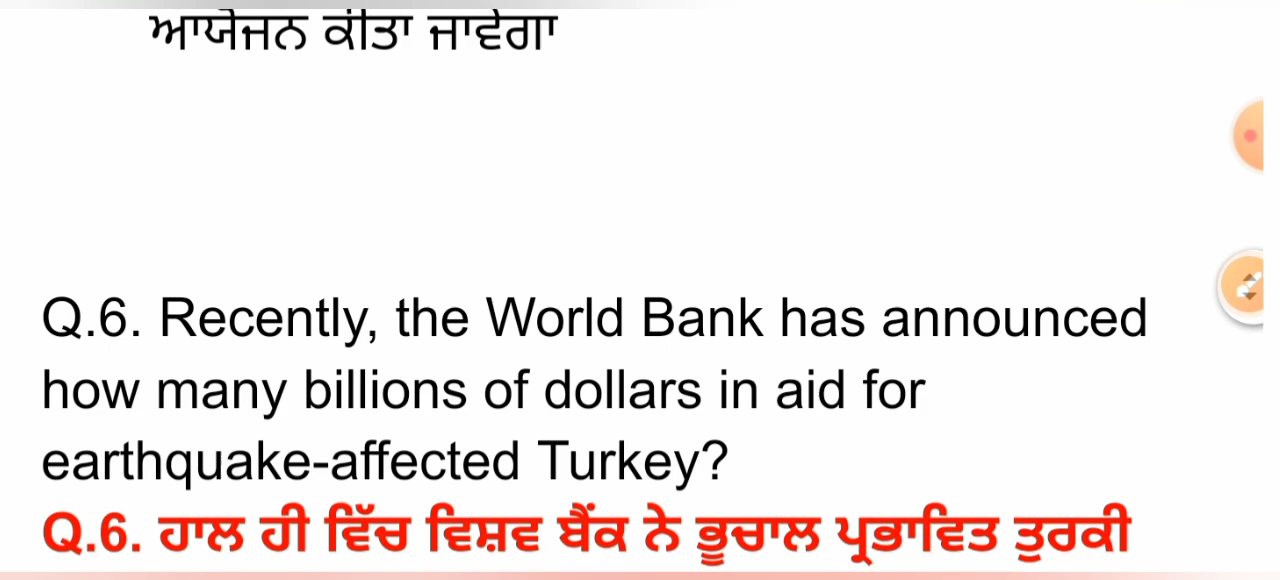 ਆਯੋਜਨ ਕੀਤਾ ਜਾਵੇਗਾ
Q.6. Recently, the World Bank has announced
how many billions of dollars in aid for
earthquake-affected Turkey?
Q.6. ਹਾਲ ਹੀ ਵਿੱਚ ਵਿਸ਼ਵ ਬੈਂਕ ਨੇ ਭੂਚਾਲ ਪ੍ਰਭਾਵਿਤ ਤੁਰਕੀ